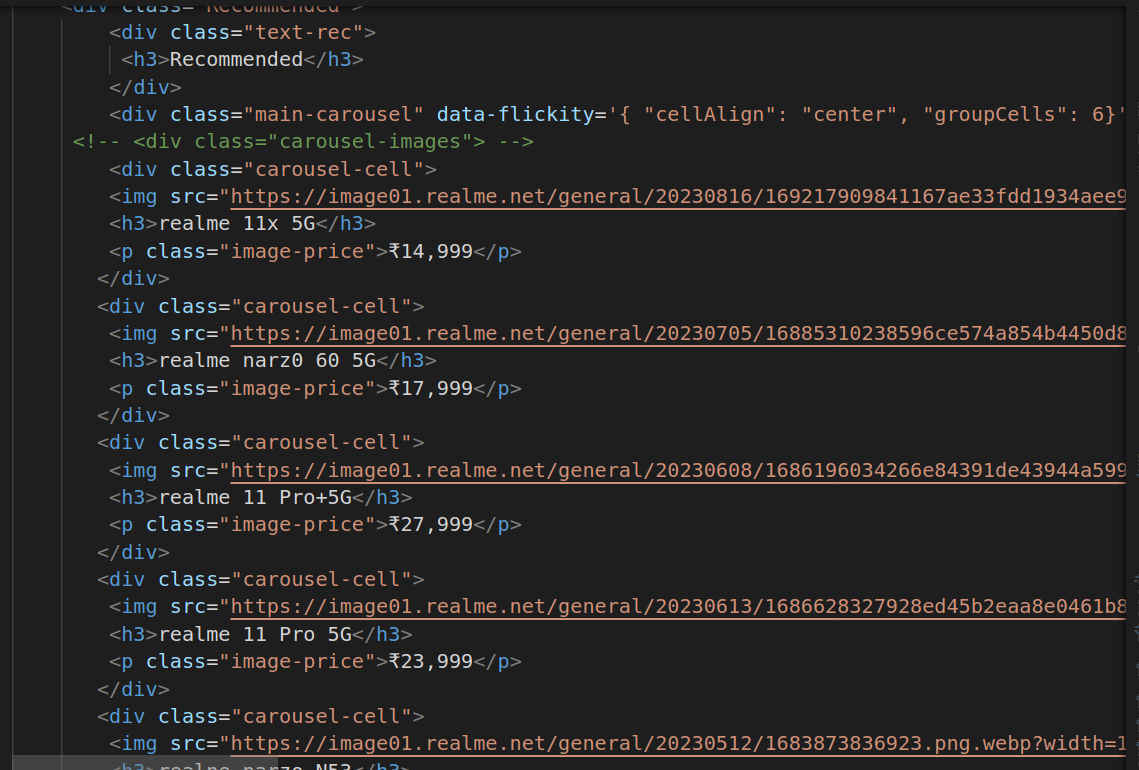 <div class="Recommended">
<div class="text-rec">
<h3>Recommended</h3>
</div>
<div class="main-carousel" data-flickity='{ "cellAlign": "center", "groupCells": 6}'
<!-- <div class="carousel-images"> -->
<div class="carousel-cell">
<img src="https://image01.realme.net/general/20230816/169217909841167ae33fdd1934aee9
<h3>realme 11x 5G</h3>
<p class="image-price">₹14,999</p>
</div>
<div class="carousel-cell">
<img src="https://image01.realme.net/general/20230705/16885310238596ce574a854b4450d8
<h3>realme narz0 60 5G</h3>
<p class="image-price">₹17,999</p>
</div>
<div class="carousel-cell">
<img src="https://image01.realme.net/general/20230608/1686196034266e84391de43944a599
<h3>realme 11 Pro+5G</h3>
<p class="image-price">₹27,999</p>
</div>
<div class="carousel-cell">
<img src="https://image01.realme.net/general/20230613/1686628327928ed45b2eaa8e0461b8
<h3>realme 11 Pro 5G</h3>
<p class="image-price">₹23,999</p>
</div>
<div class="carousel-cell">
<img src="https://image01.realme.net/general/20230512/1683873836923.png.webp?width=1
<h3>realne narzo N53</h3>